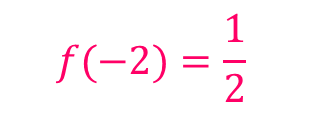 f(−2) = 1/2